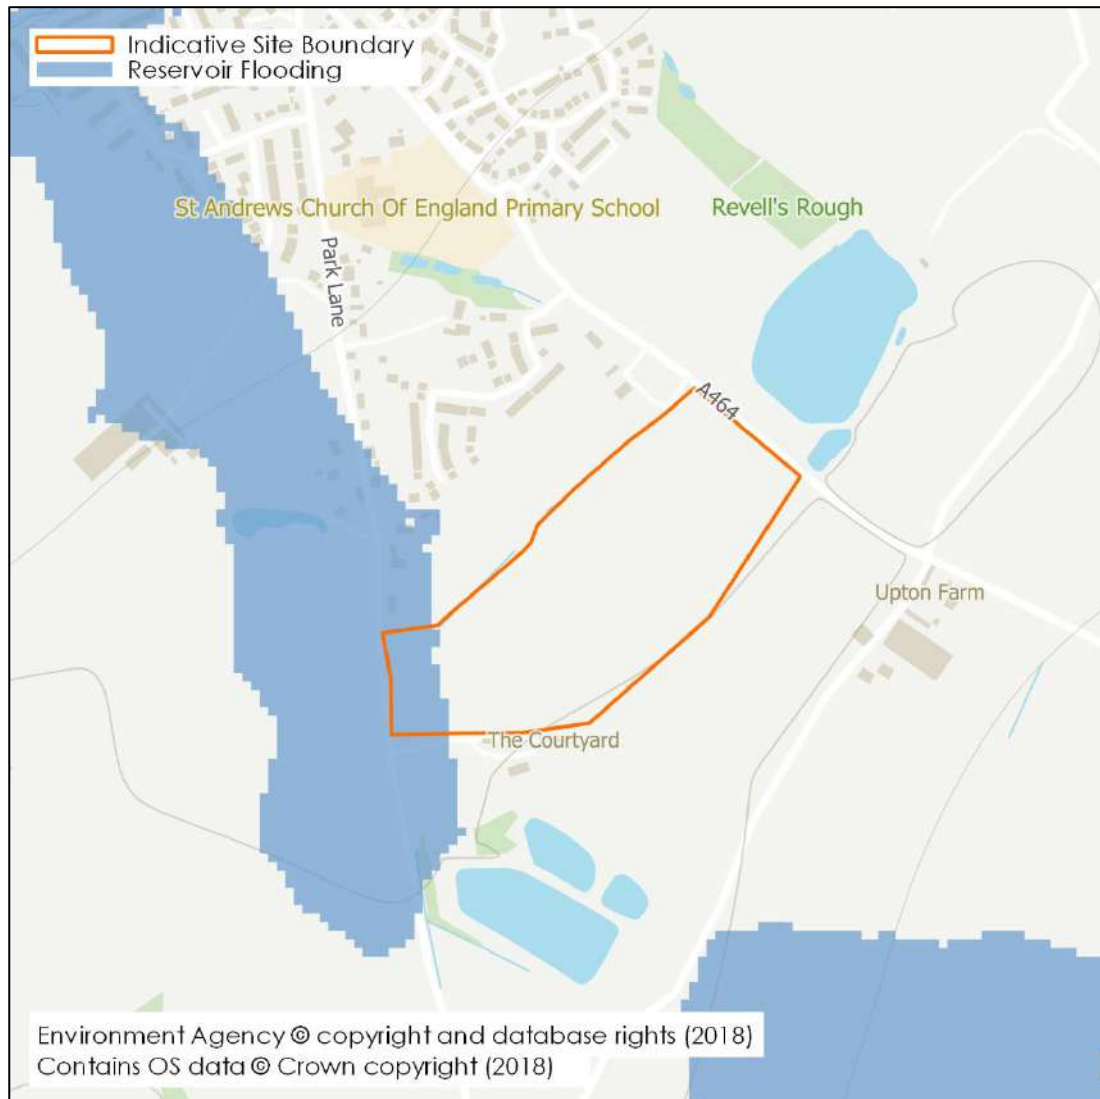 Indicative Site Boundary
Reservoir Flooding
St Andrews Church Of England Primary School
Revell's Rough
Park Lane
A464
Upton Farm
The Courtyard
Environment Agency © copyright and database rights (2018)
Contains OS data © Crown copyright (2018)